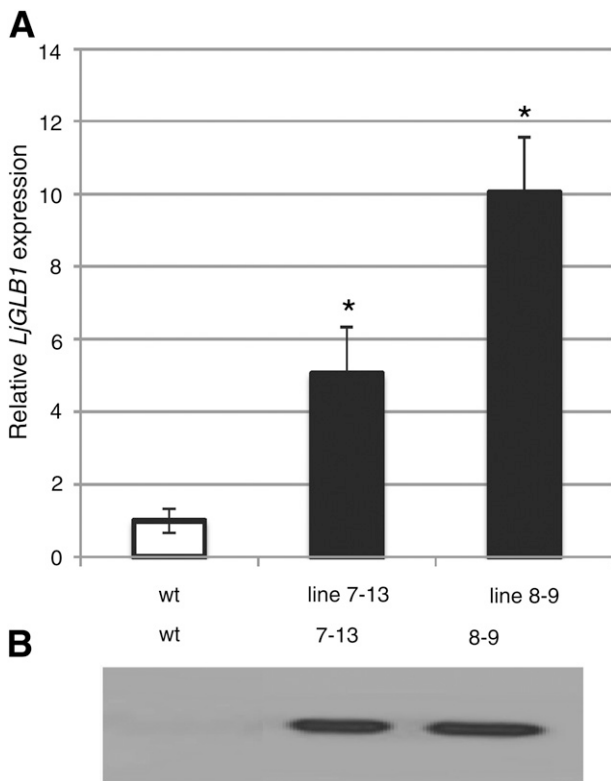 A
Relative LjGLB1 expression
14
12
10
8
6
4
2
0
*
*
wt line 7-13 line 8-9
B
wt 7-13 8-9